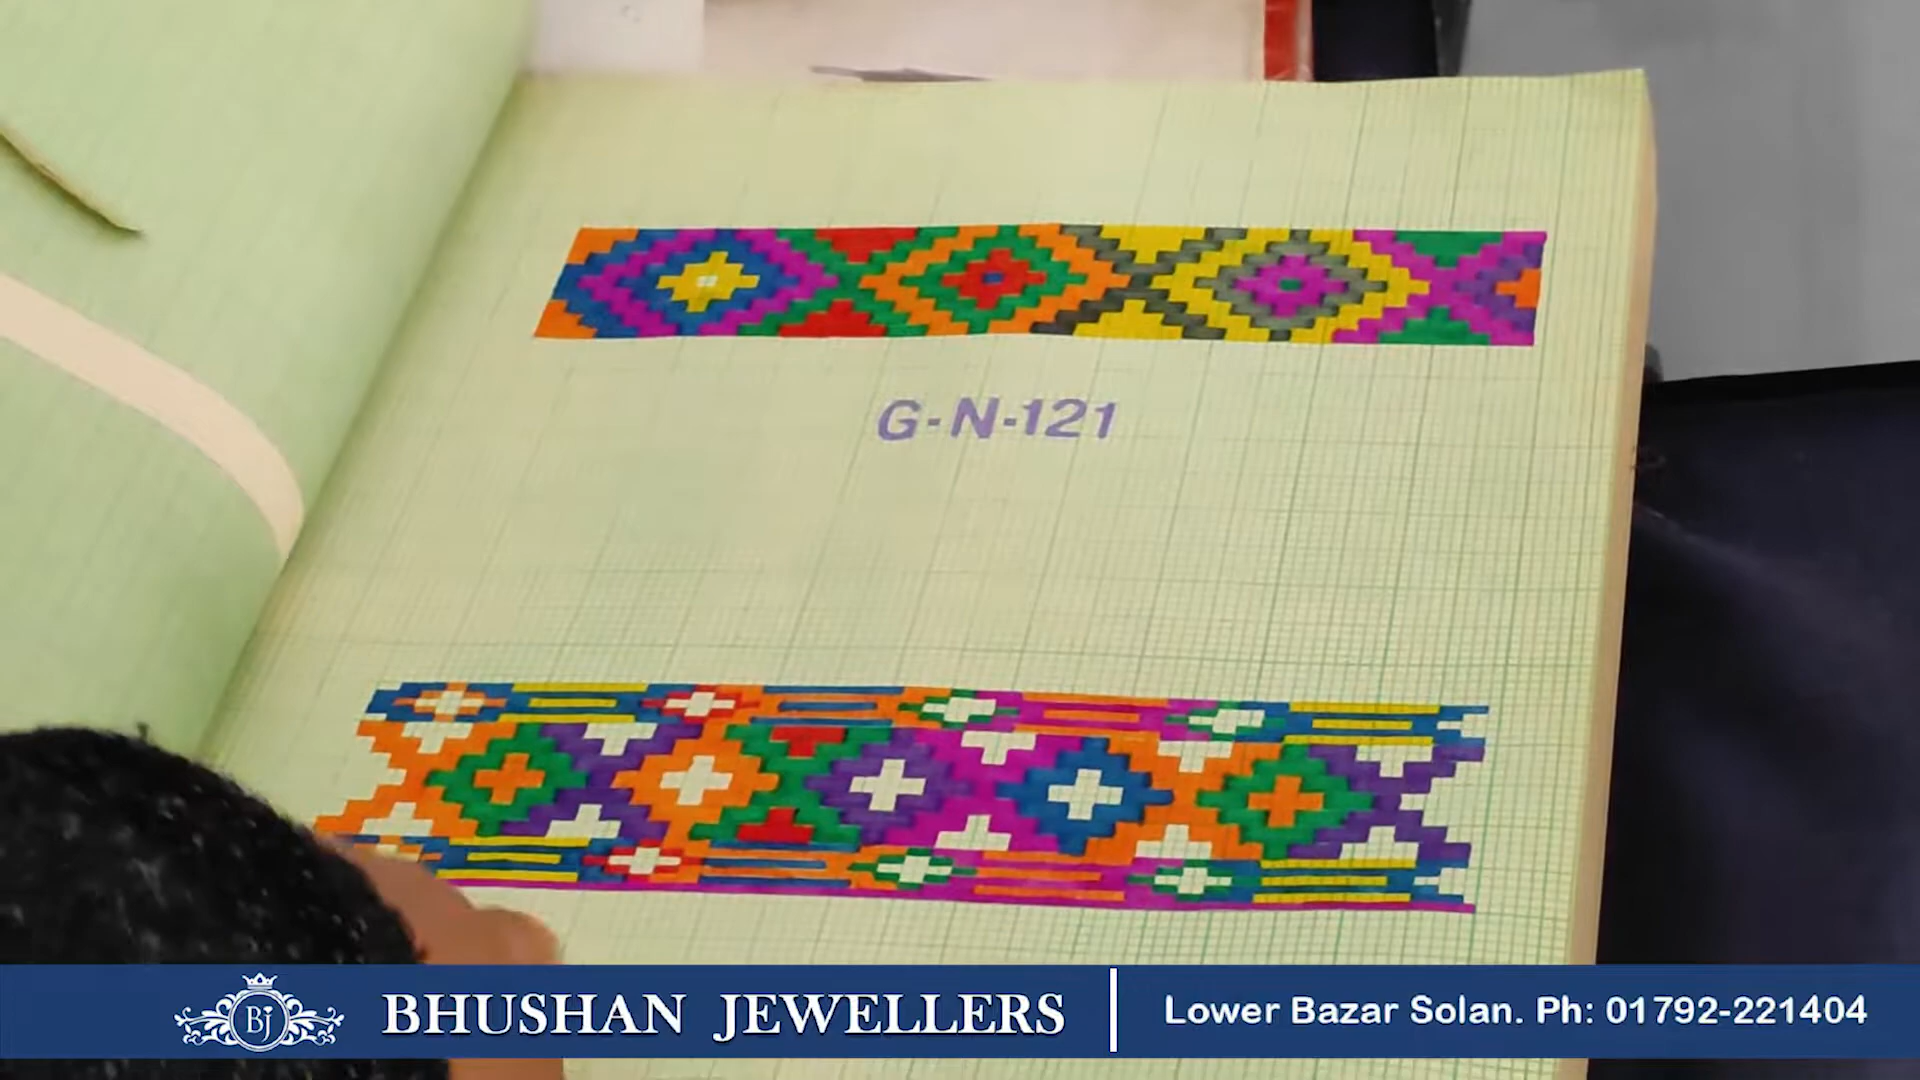 G-N-121
BJ
BHUSHAN JEWELLERS
Lower Bazar Solan. Ph: 01792-221404